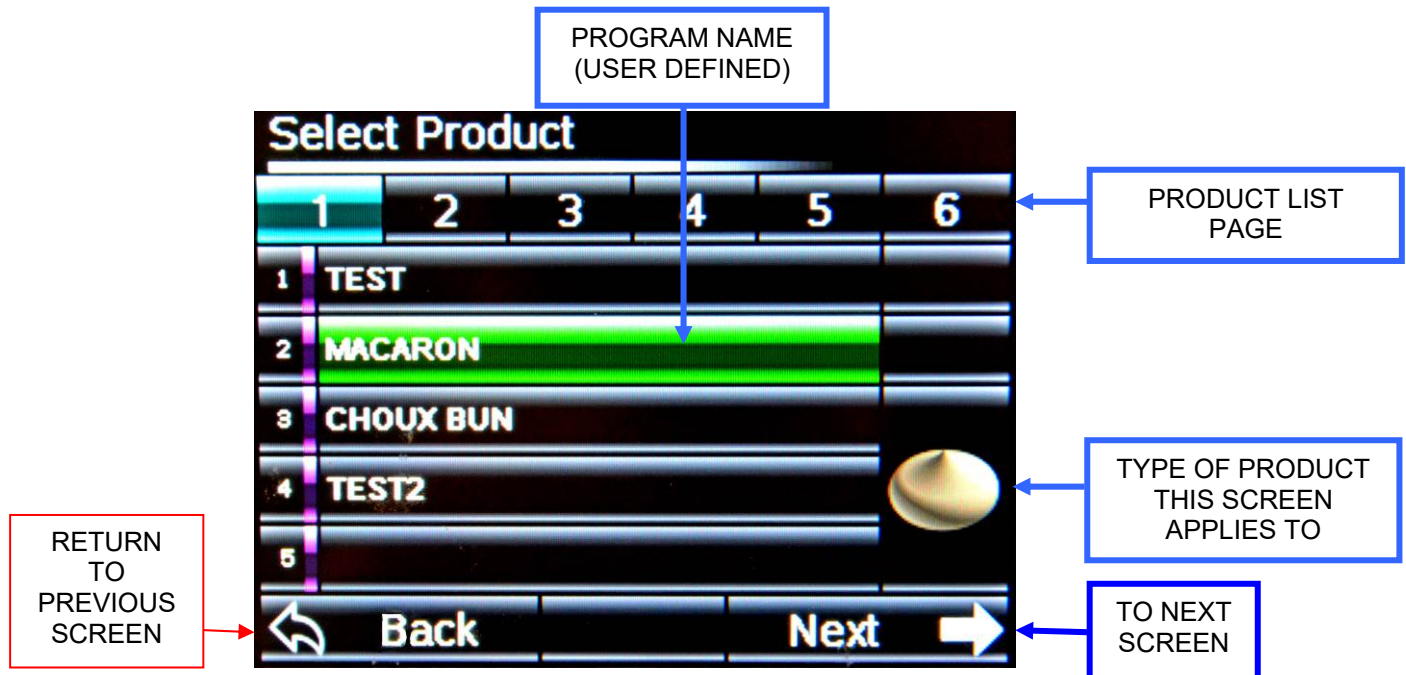 PROGRAM NAME
(USER DEFINED)
Select Product
1 2 3 4 5 6
PRODUCT LIST
PAGE
1 TEST
2 MACARON
3 CHOUX BUN
4 TEST2
TYPE OF PRODUCT
THIS SCREEN
APPLIES TO
5
RETURN
TO
PREVIOUS
SCREEN
Back Next
TO NEXT
SCREEN